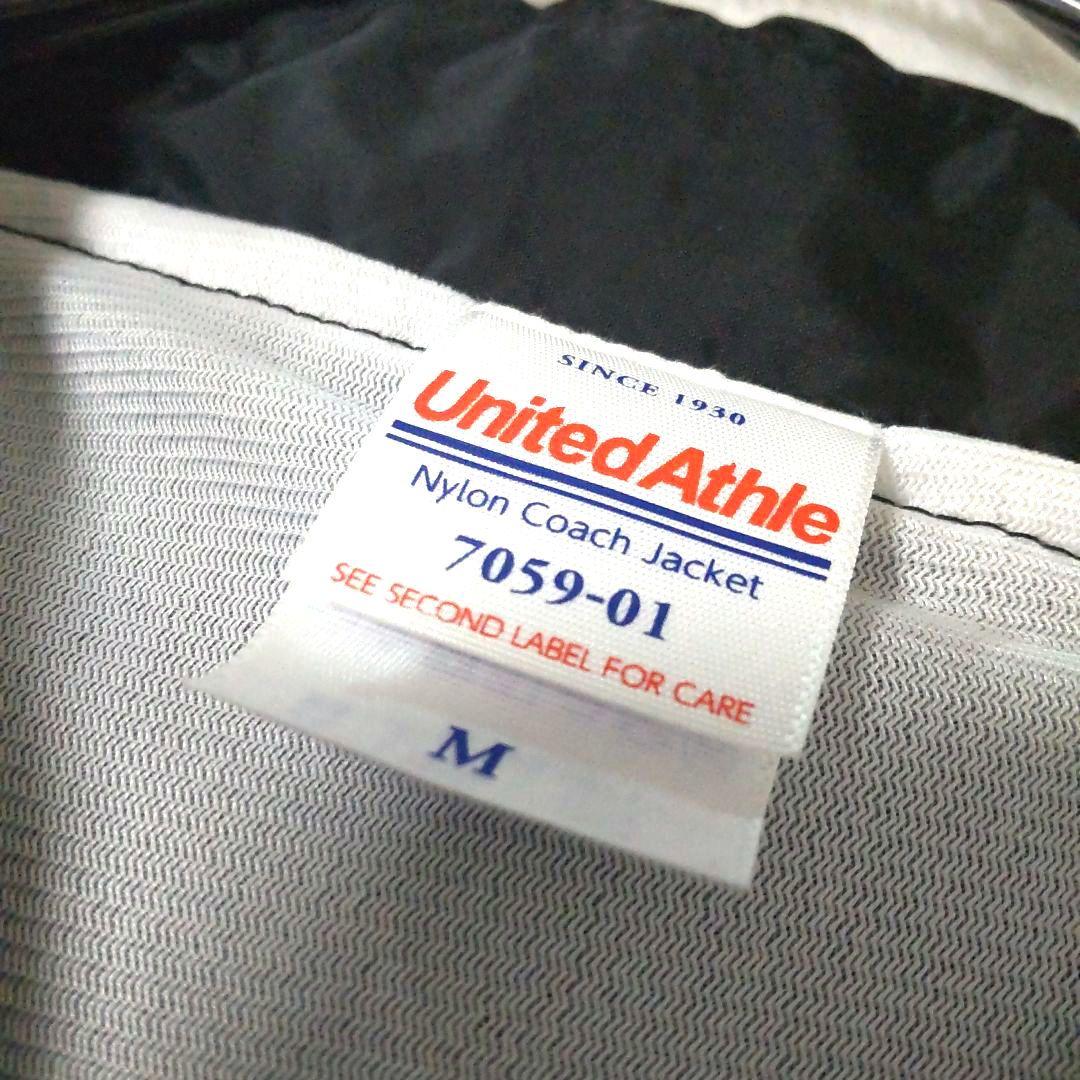 SINCE 1930
United Athle
Nylon Coach Jacket
7059-01
SEE SECOND LABEL FOR CARE
M